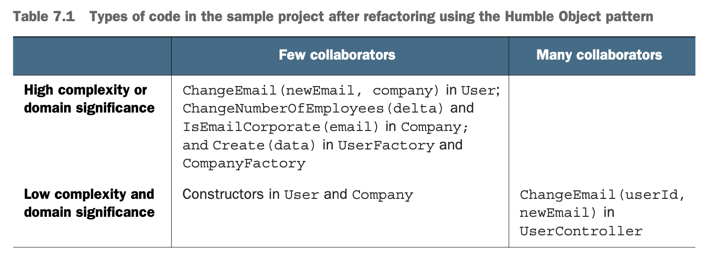 Table 7.1 Types of code in the sample project after refactoring using the Humble Object pattern
Few collaborators
Many collaborators
High complexity or
domain significance
ChangeEmail(newEmail, company) in User;
ChangeNumberOfEmployees(delta) and
IsEmailCorporate(email) in Company;
and Create(data) in UserFactory and
CompanyFactory
Low complexity and
domain significance
Constructors in User and Company
ChangeEmail(userId,
newEmail) in
UserController